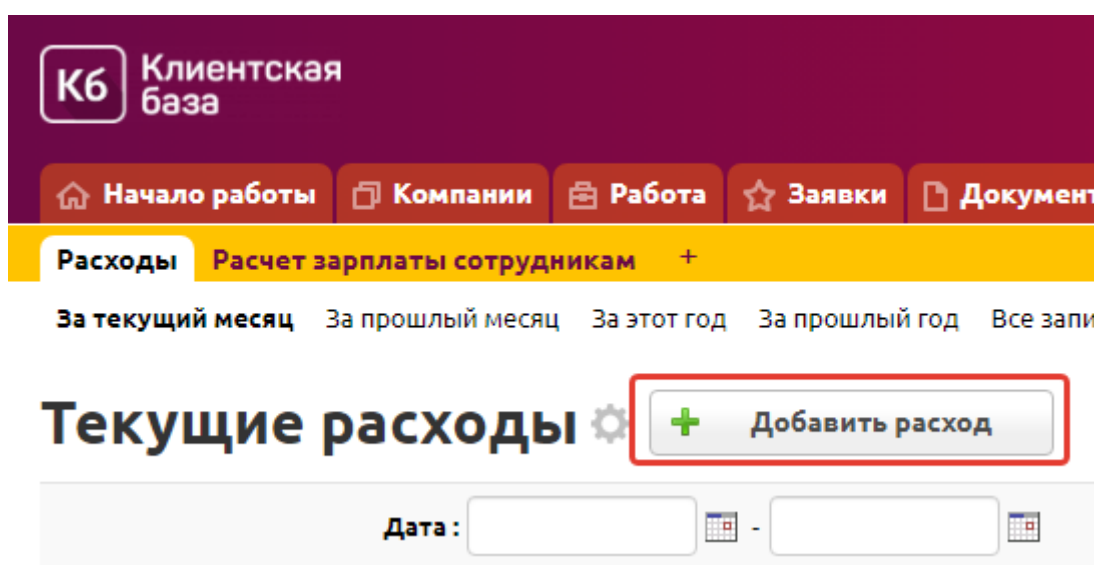 Кб Клиентская
база
Начало работы Компании Работа Заявки Документ
Расходы Расчет зарплаты сотрудникам +
За текущий месяц За прошлый месяц За этот год За прошлый год Все запи
Текущие расходы + Добавить расход
Дата : -